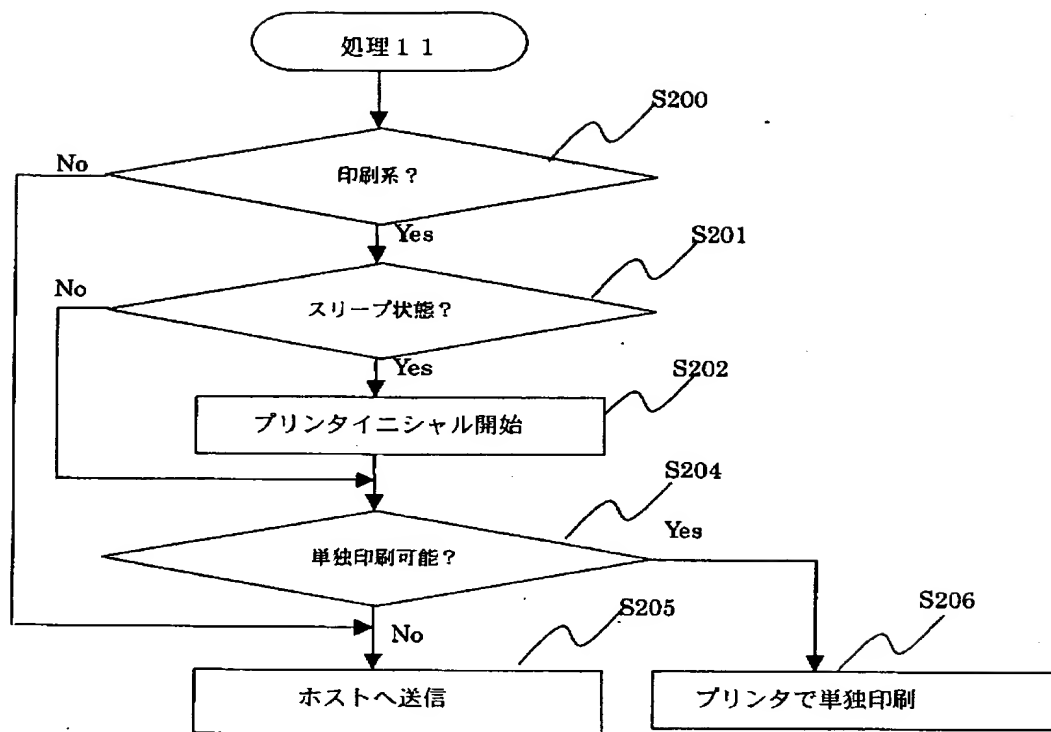 処理１１
S200
No
印刷系？
Yes
S201
No
スリープ状態？
Yes
S202
プリンタイニシャル開始
S204
Yes
単独印刷可能？
No
S205
S206
ホストへ送信
プリンタで単独印刷